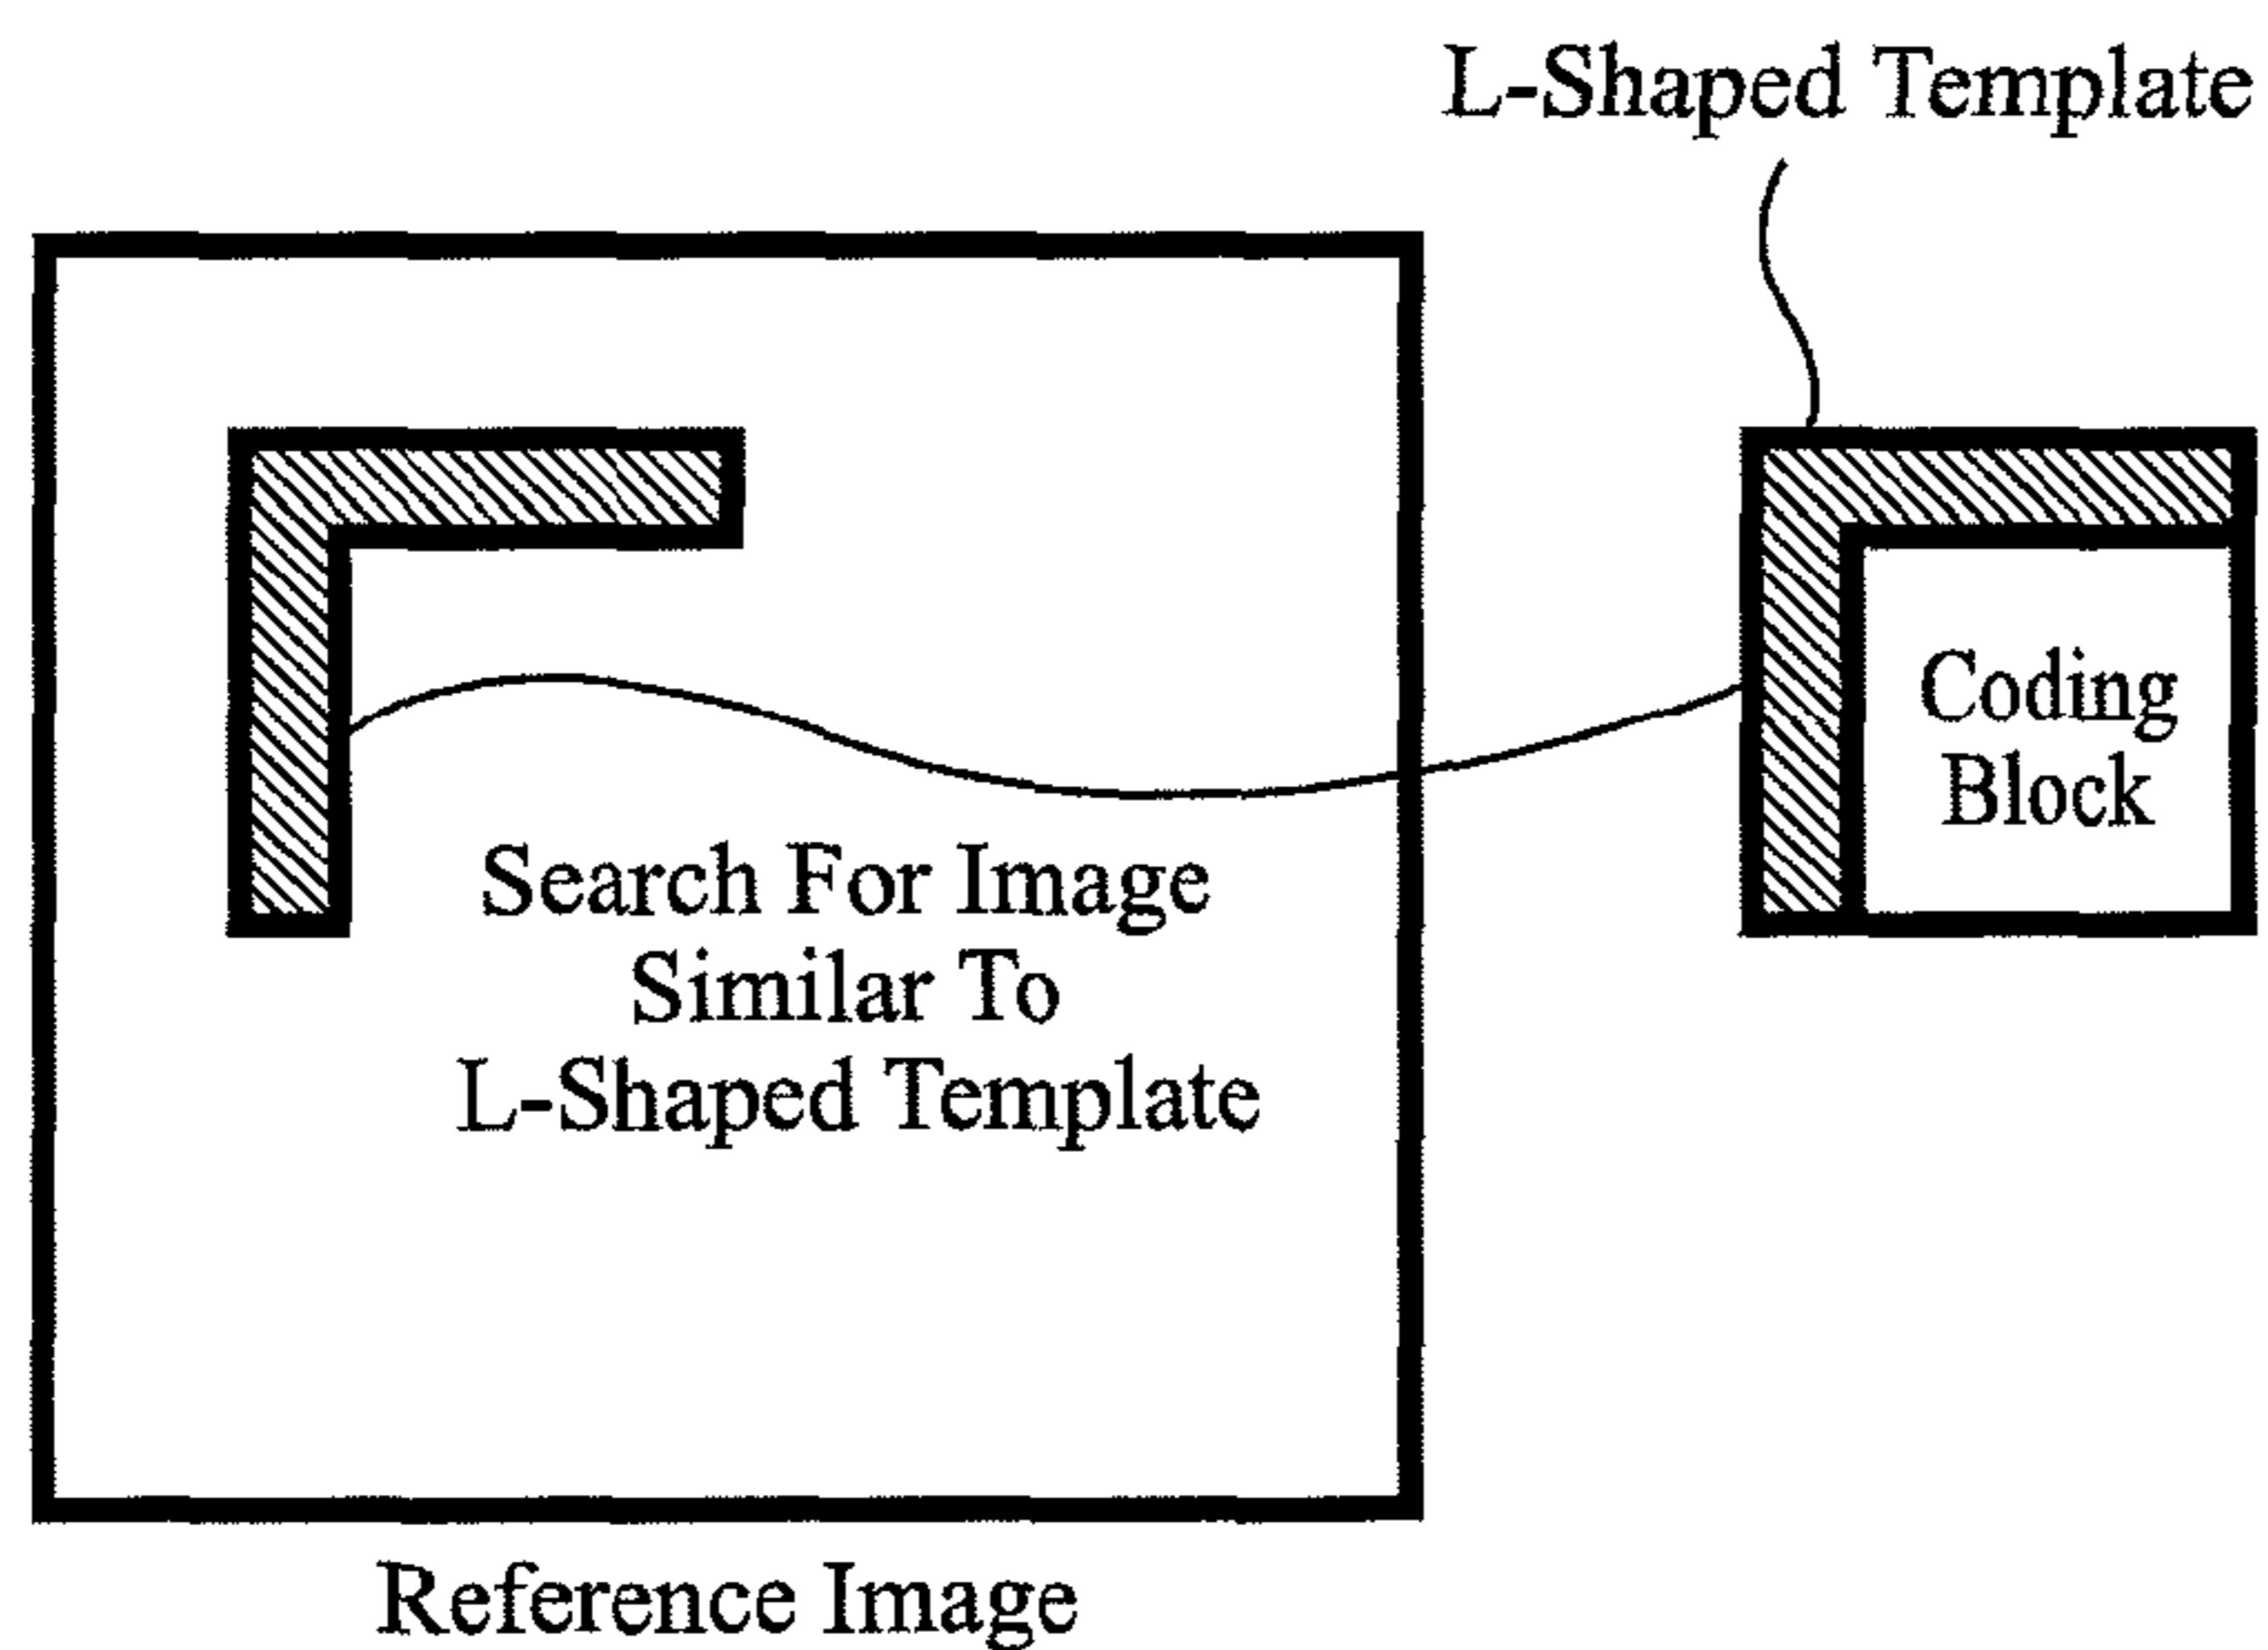 L-Shaped Template
Coding
Block
Search For Image
Similar To
L-Shaped Template
Reference Image